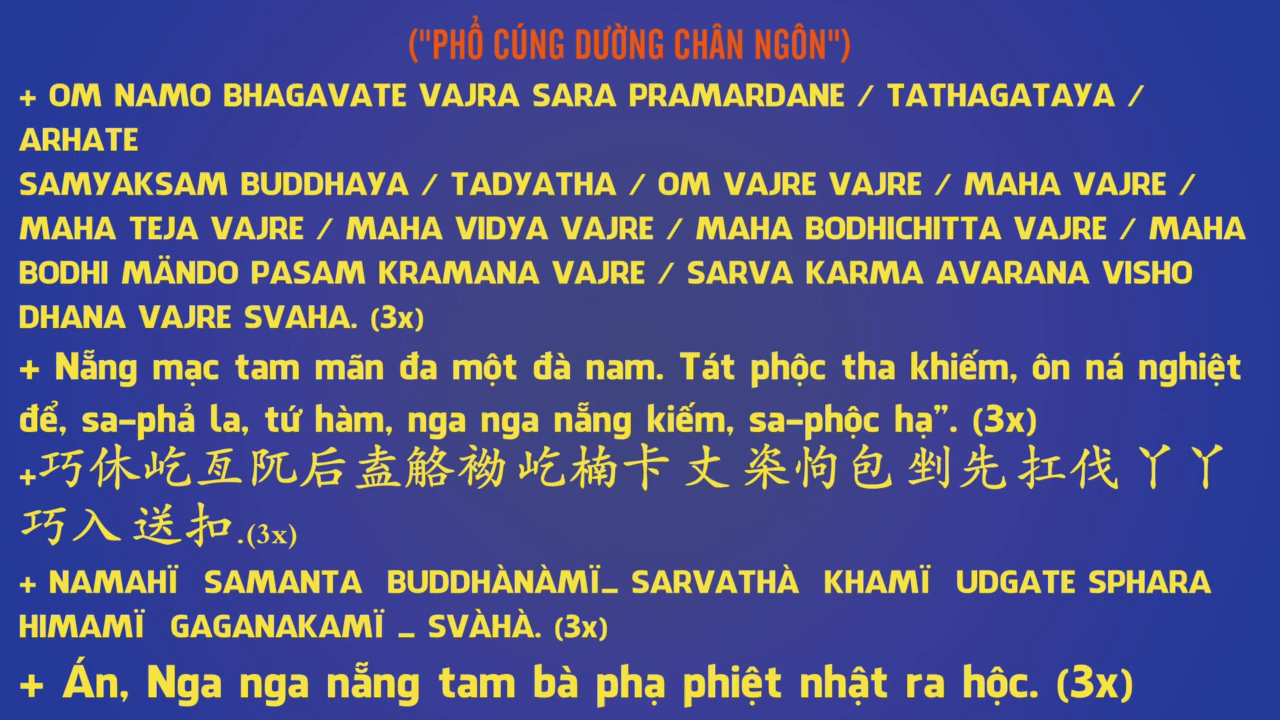 ("PHỔ CÚNG DƯỜNG CHÂN NGÔN")
+ OM NAMO BHAGAVATE VAJRA SARA PRAMARDANE / TATHAGATAYA /
ARHATE
SAMYAKSAM BUDDHAYA / TADYATHA / OM VAJRE VAJRE / MAHA VAJRE /
MAHA TEJA VAJRE / MAHA VIDYA VAJRE / MAHA BODHICHITTA VAJRE / MAHA
BODHI MÄNDO PASAM KRAMANA VAJRE / SARVA KARMA AVARANA VISHO
DHANA VAJRE SVAHA. (3x)
+ Nẵng mạc tam mãn đa một đà nam. Tát phộc tha khiếm, ôn ná nghiệt
để, sa-phả la, tứ hàm, nga nga nẵng kiếm, sa-phộc hạ”. (3x)
+巧休屹亙阢后盍觡袎屹楠卡丈楶怐包剉先扛伐丫丫
巧入送扣.(3x)
+ NAMAHÏ SAMANTA BUDDHÀNÀMÏ_ SARVATHÀ KHAMÏ UDGATE SPHARA
HIMAMÏ GAGANAKAMÏ _ SVÀHÀ. (3x)
+ Án, Nga nga nẵng tam bà phạ phiệt nhật ra hộc. (3x)